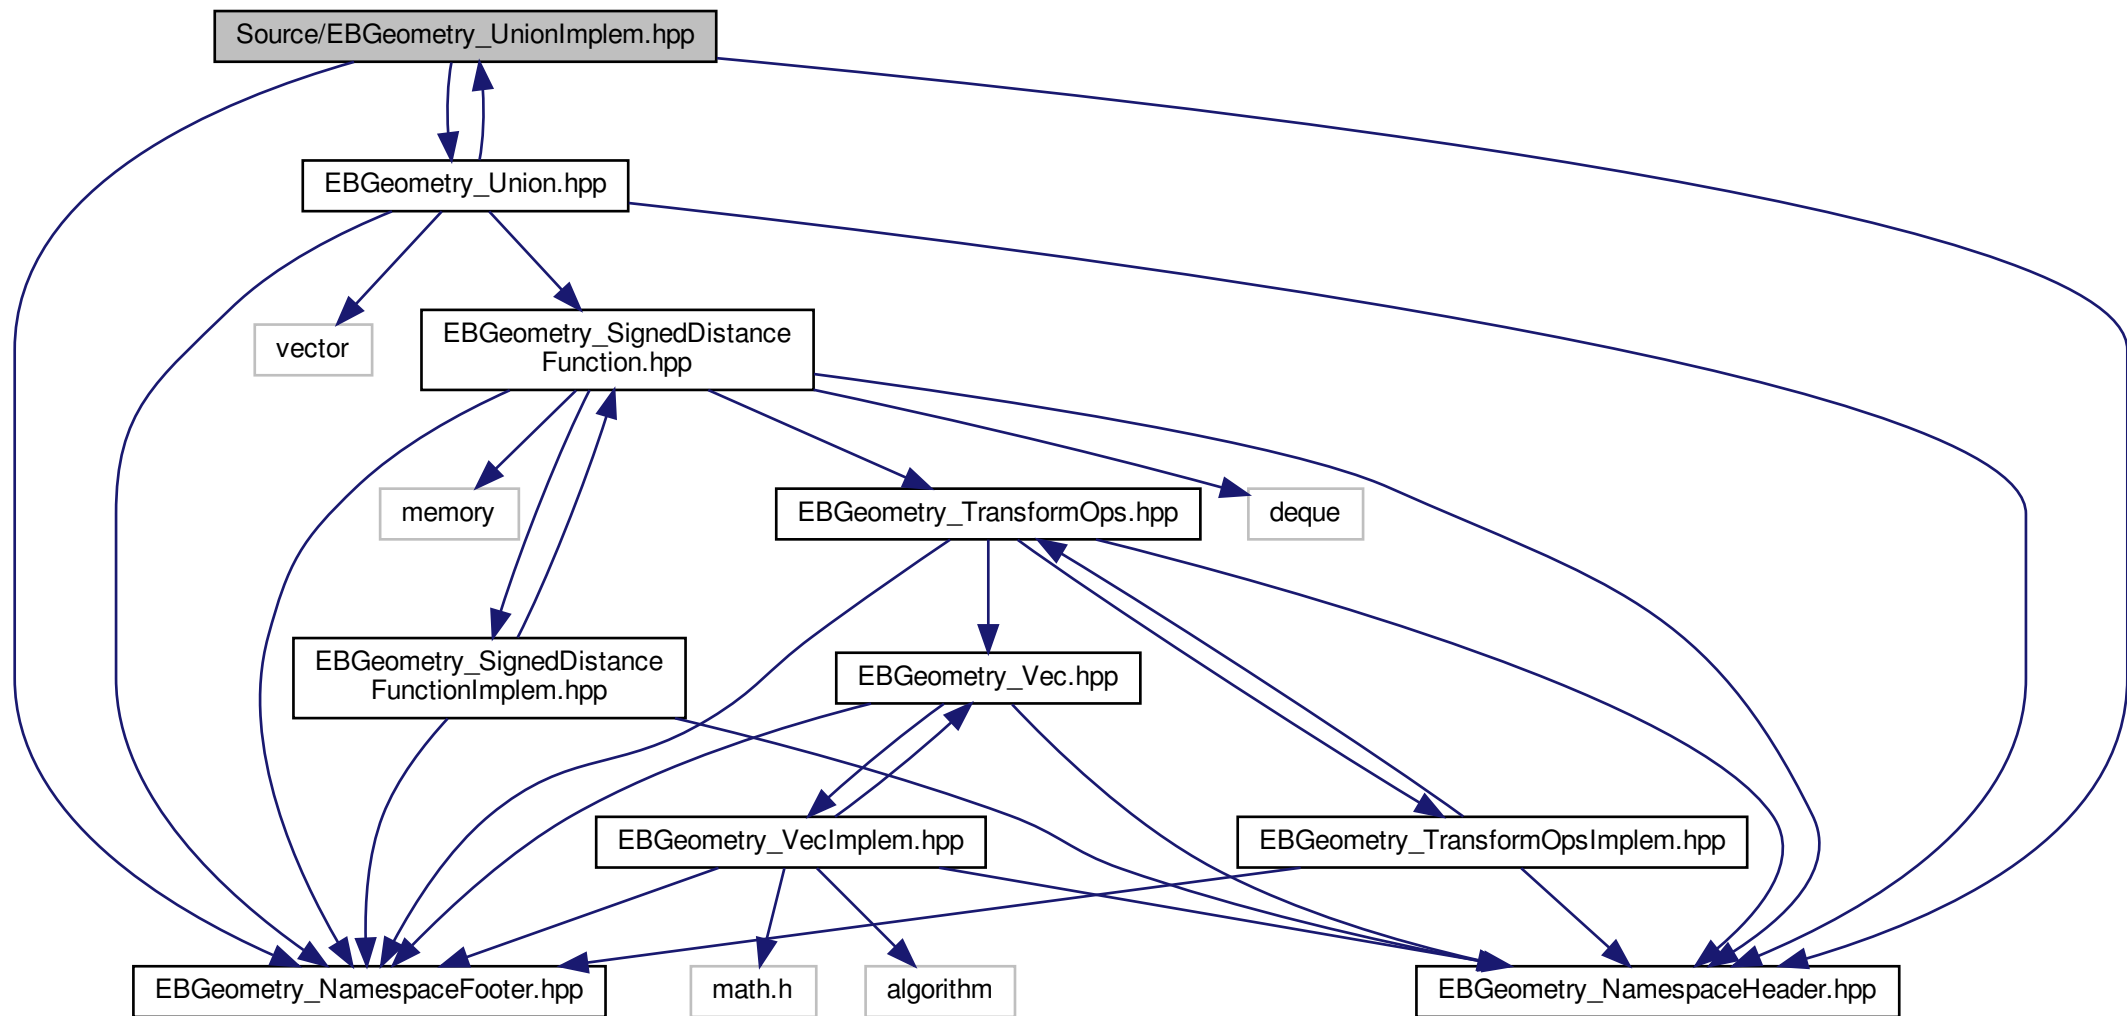 Source/EBGeometry_UnionImplem.hpp
EBGeometry_Union.hpp
vector
EBGeometry_SignedDistance
Function.hpp
memory
EBGeometry_TransformOps.hpp
deque
EBGeometry_SignedDistance
FunctionImplem.hpp
EBGeometry_Vec.hpp
EBGeometry_VecImplem.hpp
EBGeometry_TransformOpsImplem.hpp
EBGeometry_NamespaceFooter.hpp
math.h
algorithm
EBGeometry_NamespaceHeader.hpp